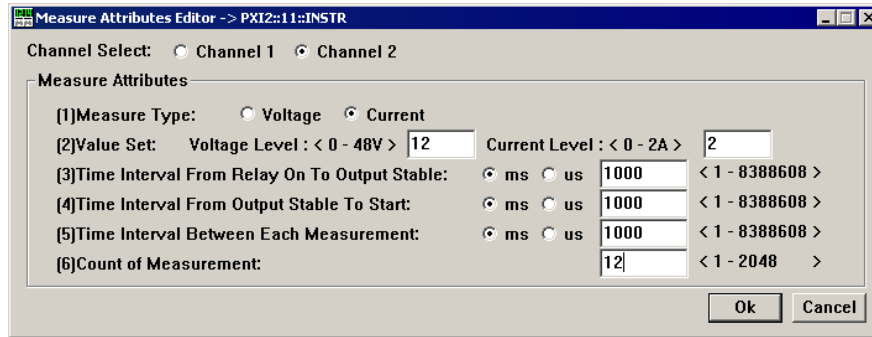 Measure Attributes Editor -> PXI2::11::INSTR
Channel Select: Channel 1 Channel 2
Measure Attributes
(1)Measure Type: Voltage Current
(2)Value Set: Voltage Level : < 0 - 48V > 12 Current Level : < 0 - 2A > 2
(3)Time Interval From Relay On To Output Stable: ms us 1000 < 1 - 8388608 >
(4)Time Interval From Output Stable To Start: ms us 1000 < 1 - 8388608 >
(5)Time Interval Between Each Measurement: ms us 1000 < 1 - 8388608 >
(6)Count of Measurement: 12 < 1 - 2048 >
Ok Cancel